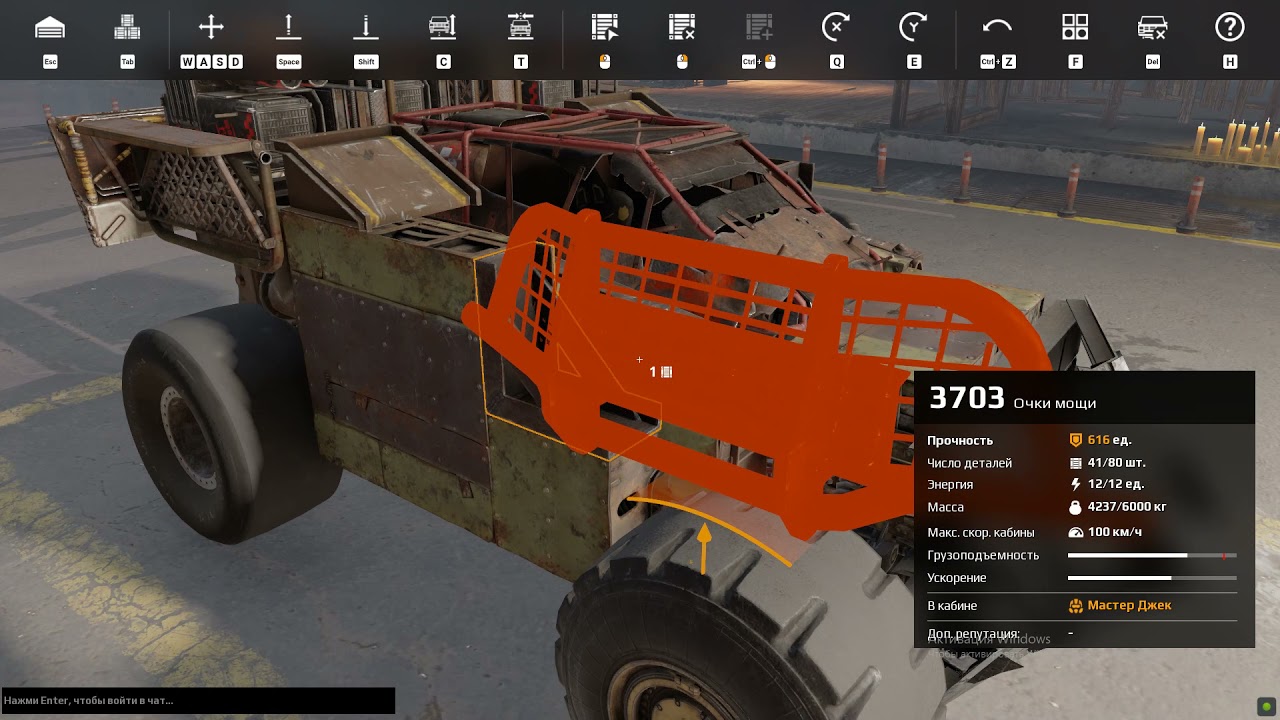 Esc Tab W A S D Space Shift C T Ctrl + Q E Ctrl + Z F Del H
1
3703 Очки мощи
Прочность 616 ед.
Число деталей 41/80 шт.
Энергия 12/12 ед.
Масса 4237/6000 кг
Макс. скор. кабины 100 км/ч
Грузоподъемность
Ускорение
В кабине Мастер Джек
Доп. репутация: -
Активация Windows
Нажми Enter, чтобы войти в чат...